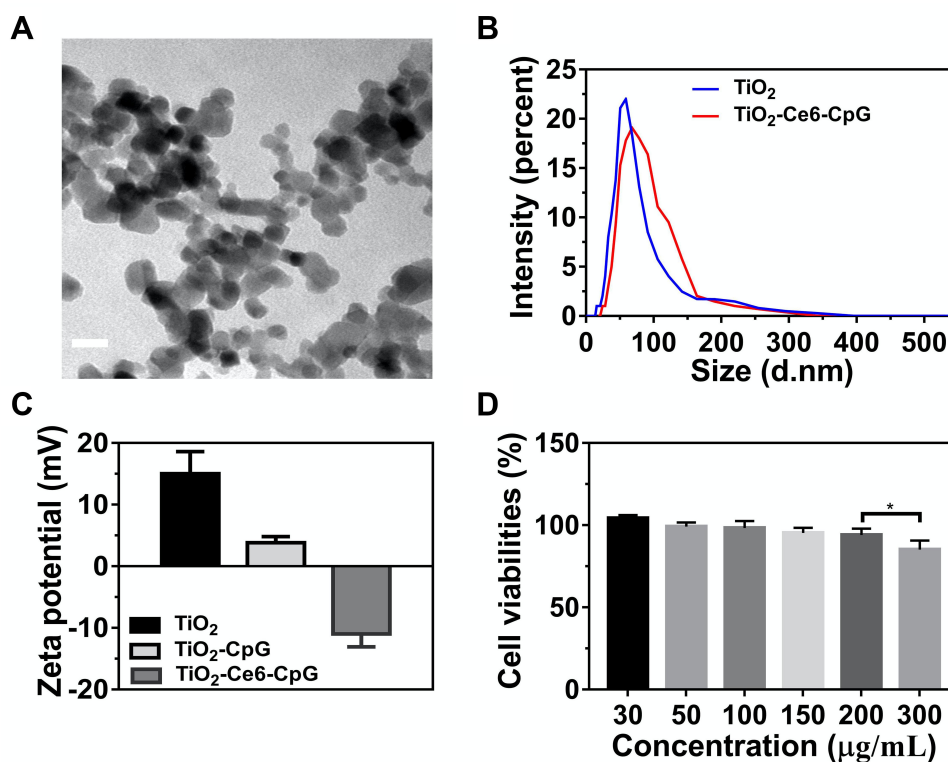 A
B
25
20
15
10
5
0
Intensity (percent)
TiO2
TiO2-Ce6-CpG
0 100 200 300 400 500
Size (d.nm)
C
20
10
0
-10
-20
Zeta potential (mV)
TiO2
TiO2-CpG
TiO2-Ce6-CpG
D
150
100
50
0
Cell viabilities (%)
*
30 50 100 150 200 300
Concentration (μg/mL)